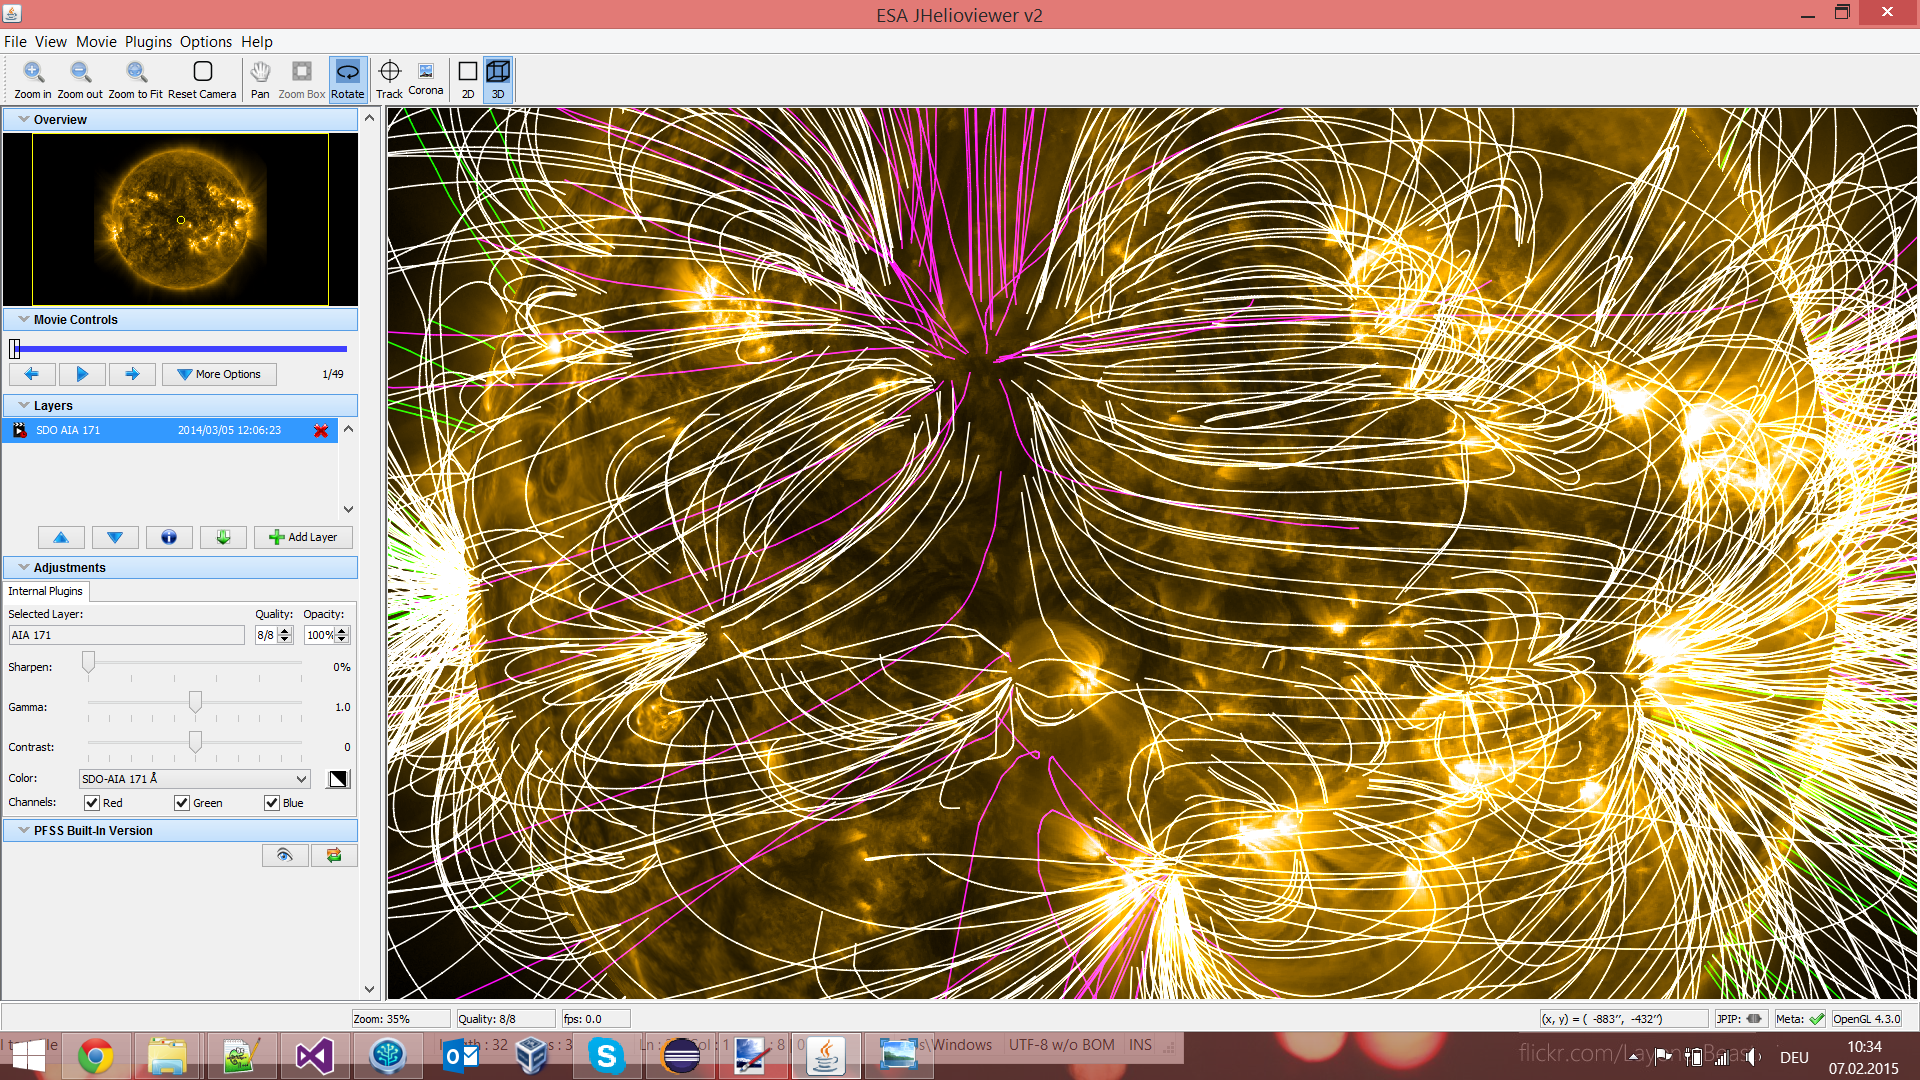 ESA JHelioviewer v2
File View Movie Plugins Options Help
Zoom in Zoom out Zoom to Fit Reset Camera Pan Zoom Box Rotate Track Corona 2D 3D
Overview
Movie Controls
More Options 1/49
Layers
SDO AIA 171 2014/03/05 12:06:23
Add Layer
Adjustments
Internal Plugins
Selected Layer: Quality: Opacity:
AIA 171 8/8 100%
Sharpen: 0%
Gamma: 1.0
Contrast: 0
Color: SDO-AIA 171 Å
Channels: Red Green Blue
PFSS Built-In Version
Zoom: 35% Quality: 8/8 fps: 0.0 (x, y) = ( -883′′, -432′′) JPIP: Meta: OpenGL 4.3.0
\Windows UTF-8 w/o BOM INS
DEU
10:34
07.02.2015